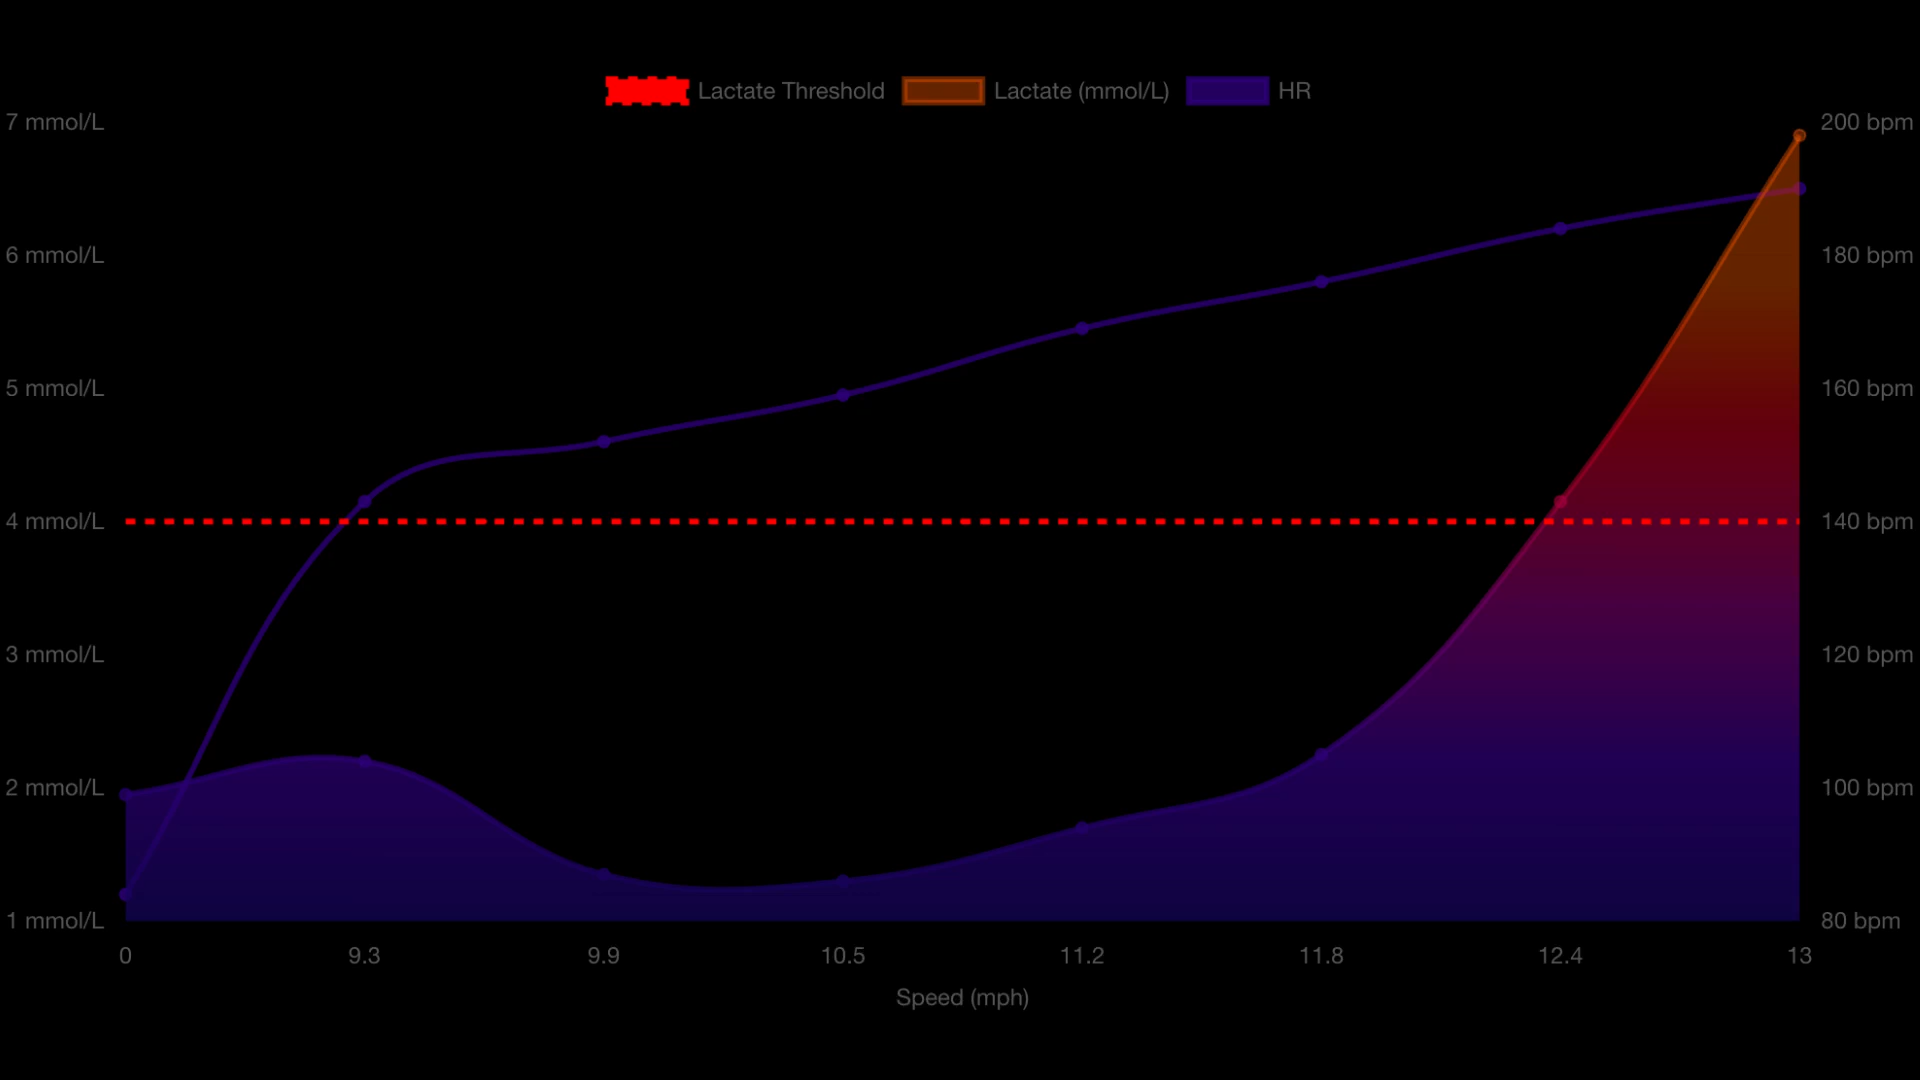 Lactate Threshold Lactate (mmol/L) HR
7 mmol/L 200 bpm
6 mmol/L 180 bpm
5 mmol/L 160 bpm
4 mmol/L 140 bpm
3 mmol/L 120 bpm
2 mmol/L 100 bpm
1 mmol/L 80 bpm
0 9.3 9.9 10.5 11.2 11.8 12.4 13
Speed (mph)